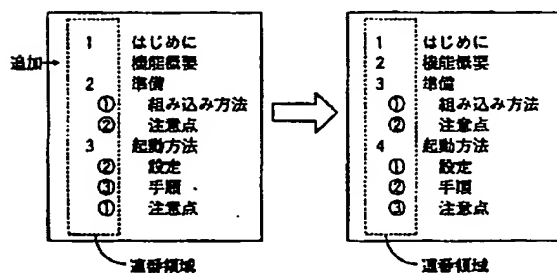 1 はじめに
追加 機能概要
2 準備
① 組み込み方法
② 注意点
3 起動方法
② 設定
③ 手順
① 注意点
連番領域
1 はじめに
2 機能概要
3 準備
① 組み込み方法
② 注意点
4 起動方法
① 設定
② 手順
③ 注意点
連番領域